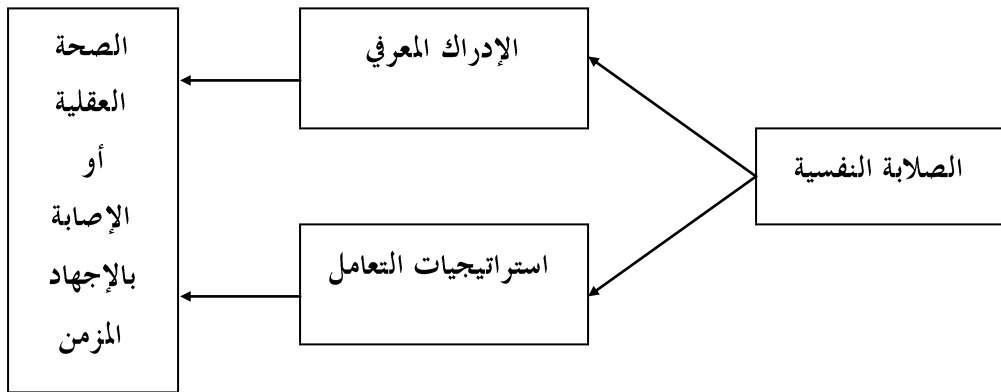 الصلابة النفسية
الإدراك المعرفي
استراتيجيات التعامل
الصحة
العقلية
أو
الإصابة
بالإجهاد
المزمن